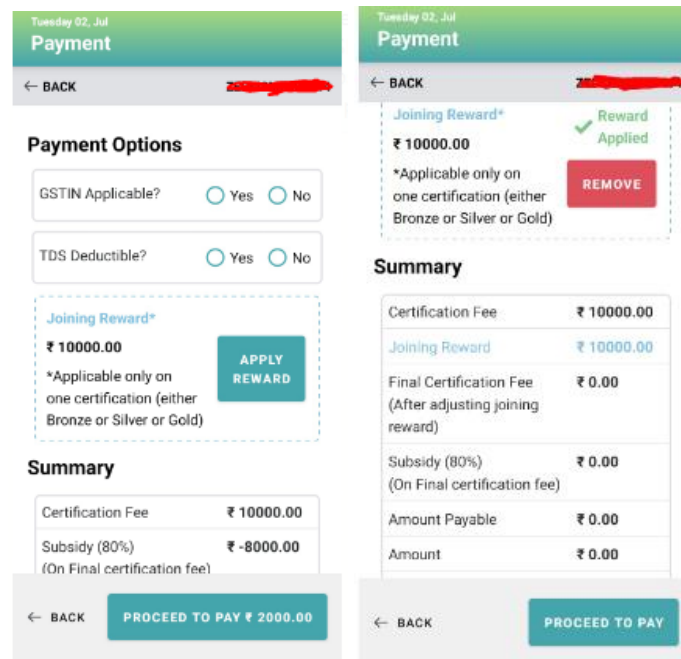 Tuesday 02, Jul
Payment
← BACK
Payment Options
GSTIN Applicable? Yes No
TDS Deductible? Yes No
Joining Reward*
₹ 10000.00
*Applicable only on
one certification (either
Bronze or Silver or Gold)
APPLY
REWARD
Summary
Certification Fee ₹ 10000.00
Subsidy (80%) ₹ -8000.00
(On Final certification fee)
← BACK PROCEED TO PAY ₹ 2000.00
Tuesday 02, Jul
Payment
← BACK
Joining Reward*
₹ 10000.00
*Applicable only on
one certification (either
Bronze or Silver or Gold)
Reward
Applied
REMOVE
Summary
Certification Fee ₹ 10000.00
Joining Reward ₹ 10000.00
Final Certification Fee ₹ 0.00
(After adjusting joining
reward)
Subsidy (80%) ₹ 0.00
(On Final certification fee)
Amount Payable ₹ 0.00
Amount ₹ 0.00
← BACK PROCEED TO PAY